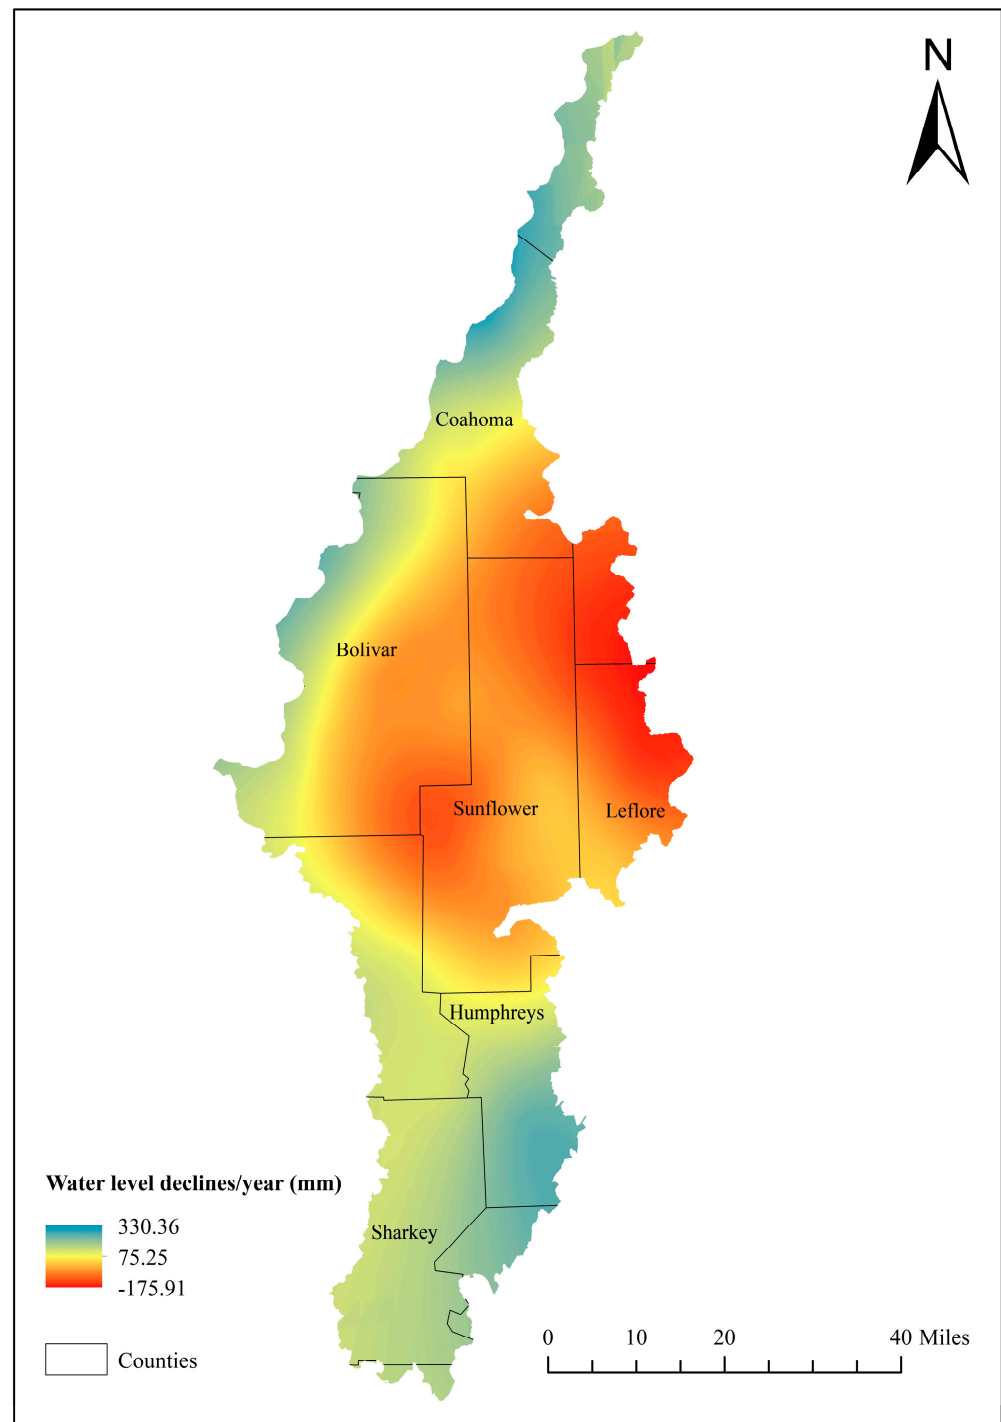 N
Coahoma
Bolivar
Sunflower
Leflore
Humphreys
Sharkey
Water level declines/year (mm)
330.36
75.25
-175.91
Counties
0 10 20 40 Miles